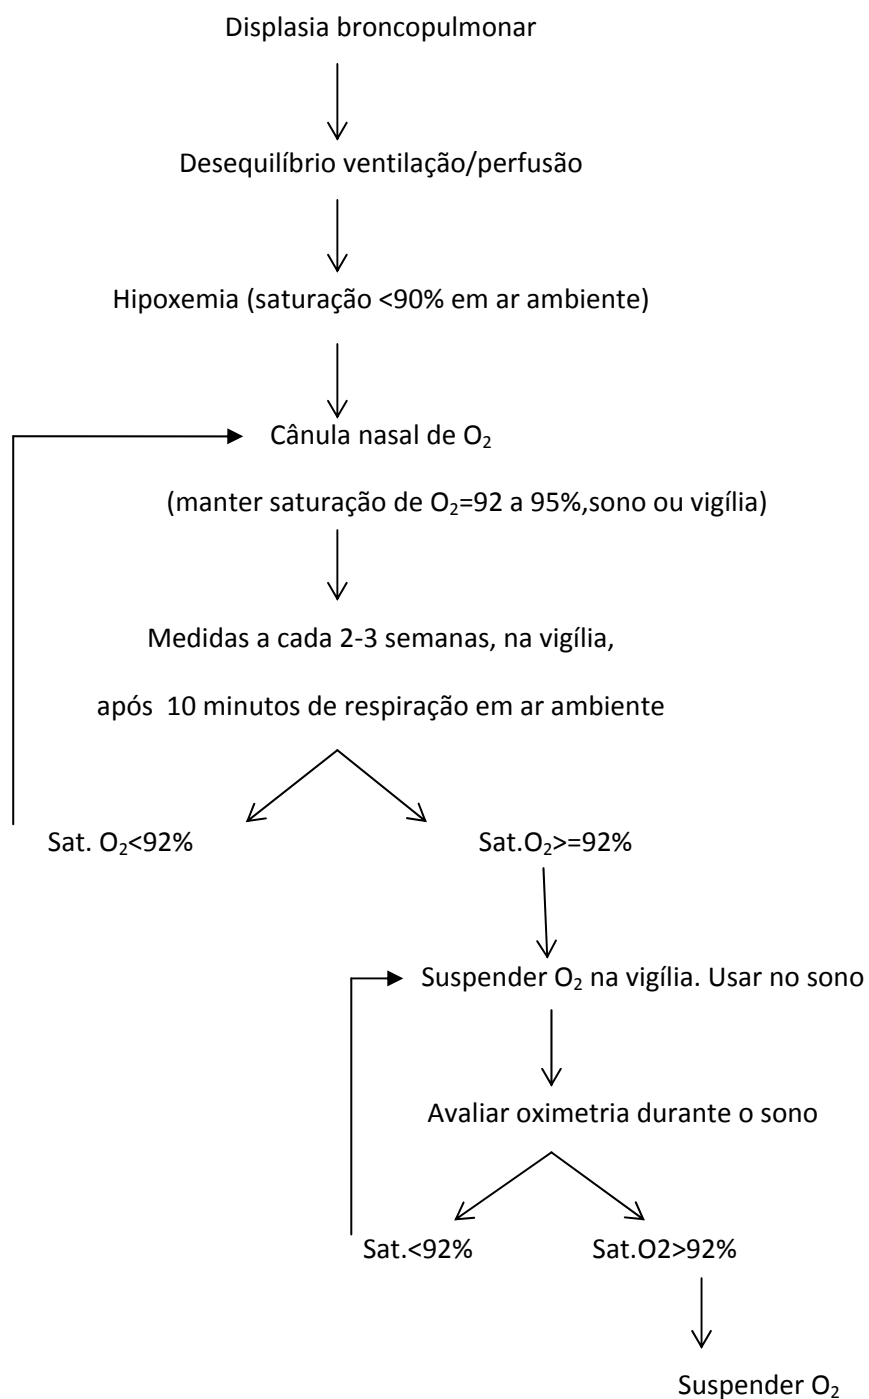 Displasia broncopulmonar
Desequilíbrio ventilação/perfusão
Hipoxemia (saturação <90% em ar ambiente)
Cânula nasal de O₂
(manter saturação de O₂=92 a 95%,sono ou vigília)
Medidas a cada 2-3 semanas, na vigília,
após 10 minutos de respiração em ar ambiente
Sat. O₂<92%
Sat.O₂>=92%
Suspender O₂ na vigília. Usar no sono
Avaliar oximetria durante o sono
Sat.<92%
Sat.O2>92%
Suspender O₂